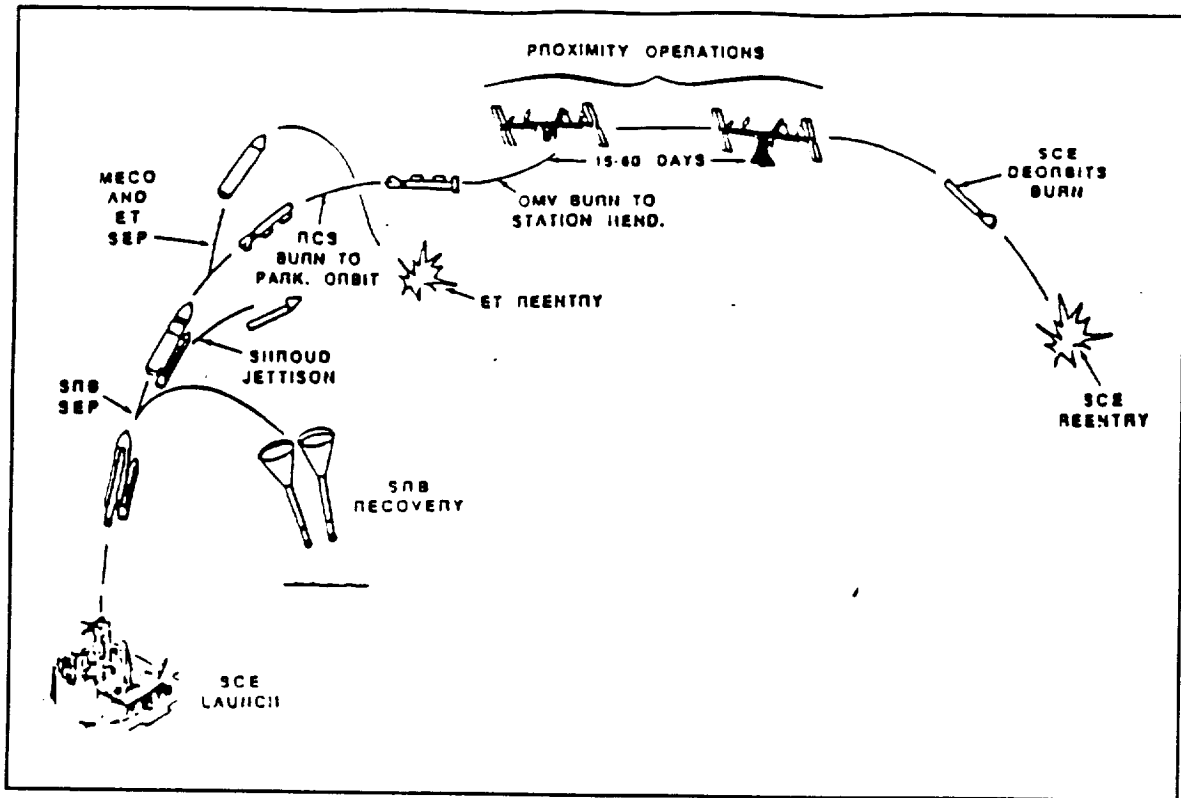 PROXIMITY OPERATIONS
MECO
AND
ET
SEP
15-60 DAYS
SCE
DEORBITS
BURN
OMV BURN TO
STATION REND.
RCS
BURN TO
PARK. ORBIT
ET REENTRY
SHROUD
JETTISON
SRB
SEP
SCE
REENTRY
SRB
RECOVERY
SCE
LAUNCH